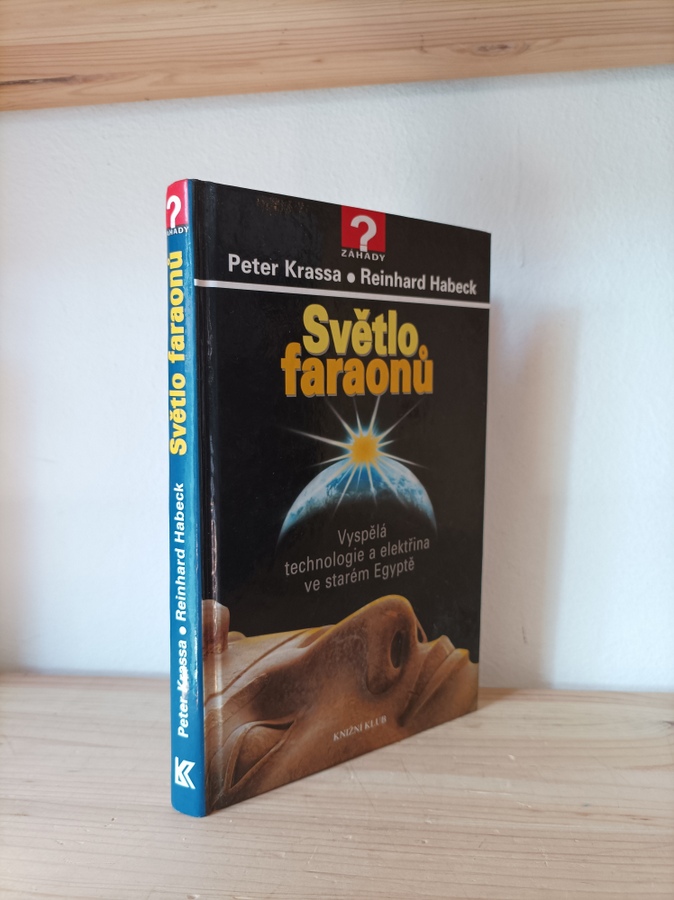 ?
ZÁHADY
Světlo faraonů
Peter Krassa • Reinhard Habeck
?
ZÁHADY
Peter Krassa • Reinhard Habeck
Světlo
faraonů
Vyspělá
technologie a elektřina
ve starém Egyptě
KNIŽNÍ KLUB